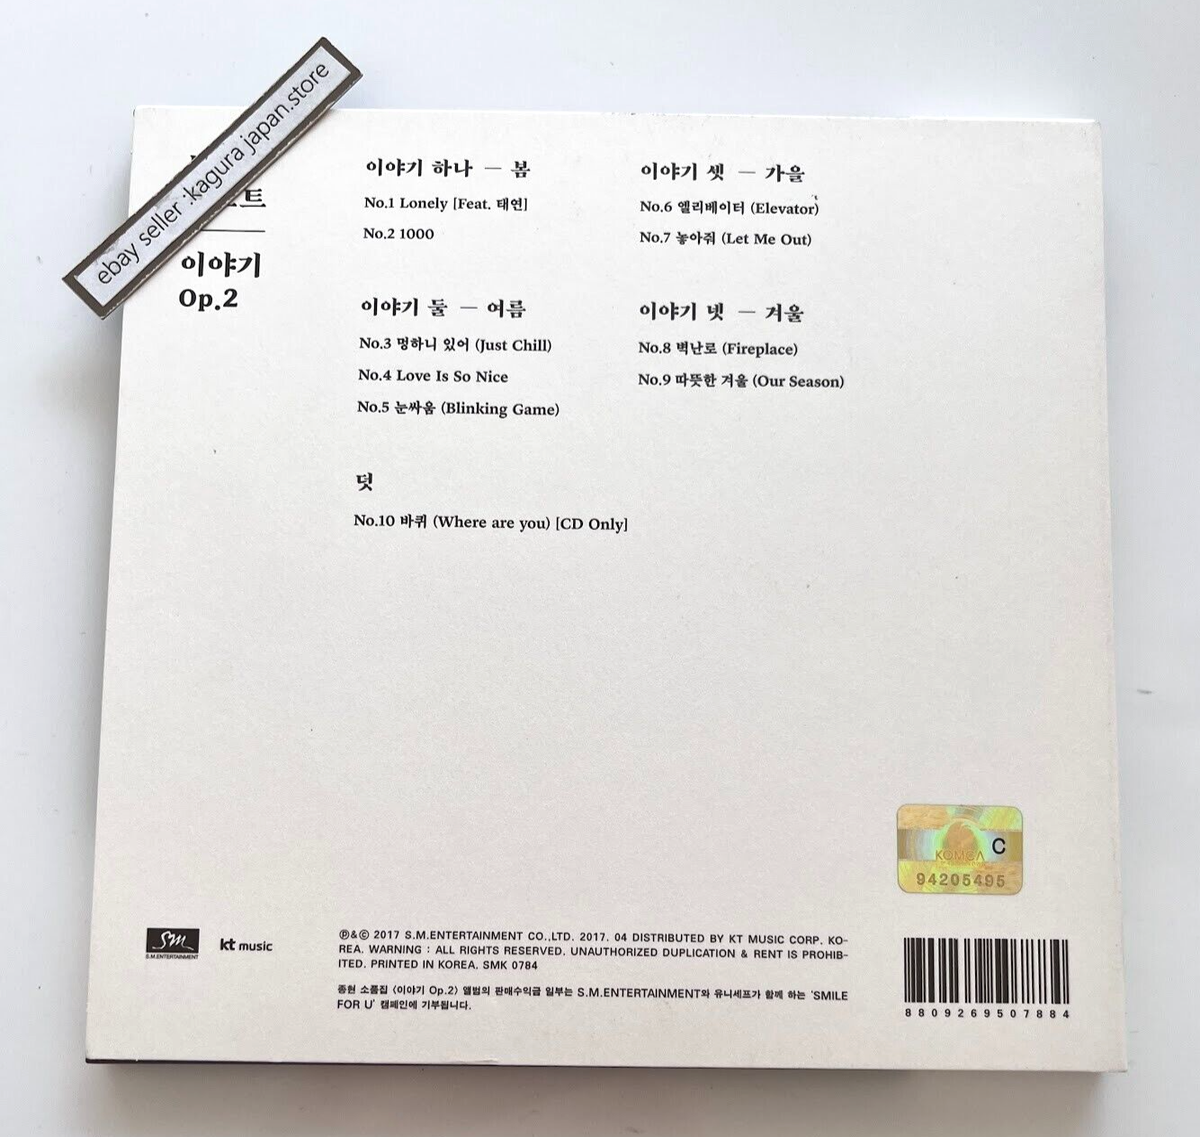 ebay seller :kagura japan.store
이야기
Op.2
이야기 하나 — 봄
No.1 Lonely [Feat. 태연]
No.2 1000
이야기 둘 — 여름
No.3 멍하니 있어 (Just Chill)
No.4 Love Is So Nice
No.5 눈싸움 (Blinking Game)
이야기 셋 — 가을
No.6 엘리베이터 (Elevator)
No.7 놓아줘 (Let Me Out)
이야기 넷 — 겨울
No.8 벽난로 (Fireplace)
No.9 따뜻한 겨울 (Our Season)
덧
No.10 바퀴 (Where are you) [CD Only]
KOMCA C
94205495
SM
S.M.ENTERTAINMENT
kt music
℗&© 2017 S.M.ENTERTAINMENT CO.,LTD. 2017. 04 DISTRIBUTED BY KT MUSIC CORP. KO-
REA. WARNING : ALL RIGHTS RESERVED. UNAUTHORIZED DUPLICATION & RENT IS PROHIB-
ITED. PRINTED IN KOREA. SMK 0784
종현 소품집 〈이야기 Op.2〉 앨범의 판매수익금 일부는 S.M.ENTERTAINMENT와 유니세프가 함께 하는 'SMILE
FOR U' 캠페인에 기부됩니다.
8809269507884